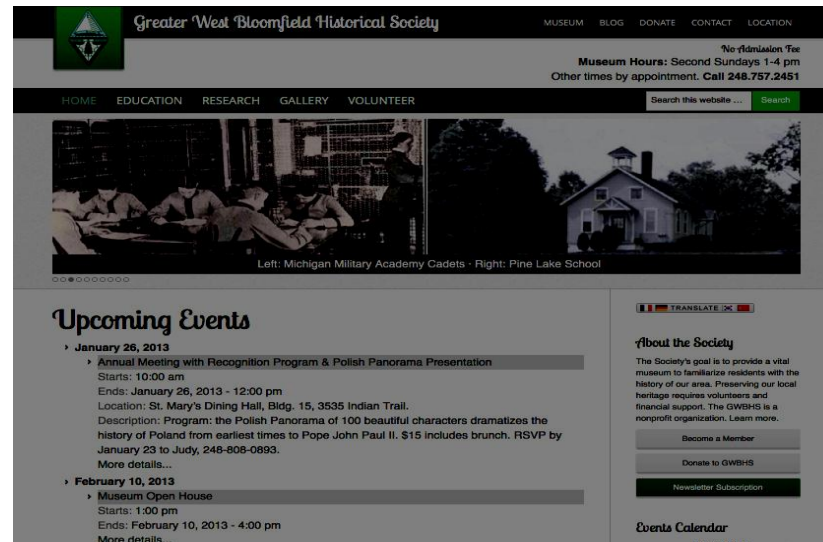 Greater West Bloomfield Historical Society
MUSEUM BLOG DONATE CONTACT LOCATION
No Admission Fee
Museum Hours: Second Sundays 1-4 pm
Other times by appointment. Call 248.757.2451
HOME EDUCATION RESEARCH GALLERY VOLUNTEER
Search this website ... Search
Left: Michigan Military Academy Cadets · Right: Pine Lake School
Upcoming Events
January 26, 2013
Annual Meeting with Recognition Program & Polish Panorama Presentation
Starts: 10:00 am
Ends: January 26, 2013 - 12:00 pm
Location: St. Mary's Dining Hall, Bldg. 15, 3535 Indian Trail.
Description: Program: the Polish Panorama of 100 beautiful characters dramatizes the
history of Poland from earliest times to Pope John Paul II. $15 includes brunch. RSVP by
January 23 to Judy, 248-808-0893.
More details...
February 10, 2013
Museum Open House
Starts: 1:00 pm
Ends: February 10, 2013 - 4:00 pm
More details...
TRANSLATE
About the Society
The Society's goal is to provide a vital
museum to familiarize residents with the
history of our area. Preserving our local
heritage requires volunteers and
financial support. The GWBHS is a
nonprofit organization. Learn more.
Become a Member
Donate to GWBHS
Newsletter Subscription
Events Calendar